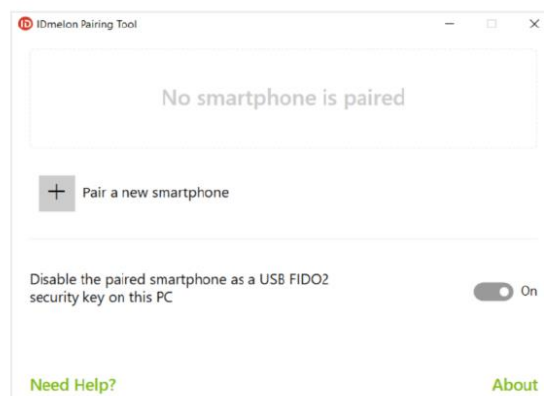 IDmelon Pairing Tool
No smartphone is paired
Pair a new smartphone
Disable the paired smartphone as a USB FIDO2
security key on this PC
On
Need Help?
About